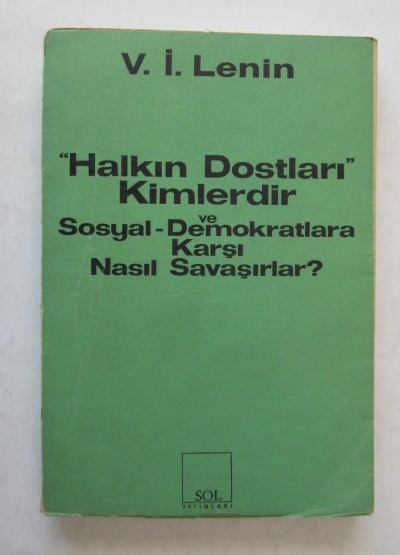 V. İ. Lenin
“Halkın Dostları”
Kimlerdir
ve
Sosyal-Demokratlara
Karşı
Nasıl Savaşırlar?
SOL
YAYINLARI